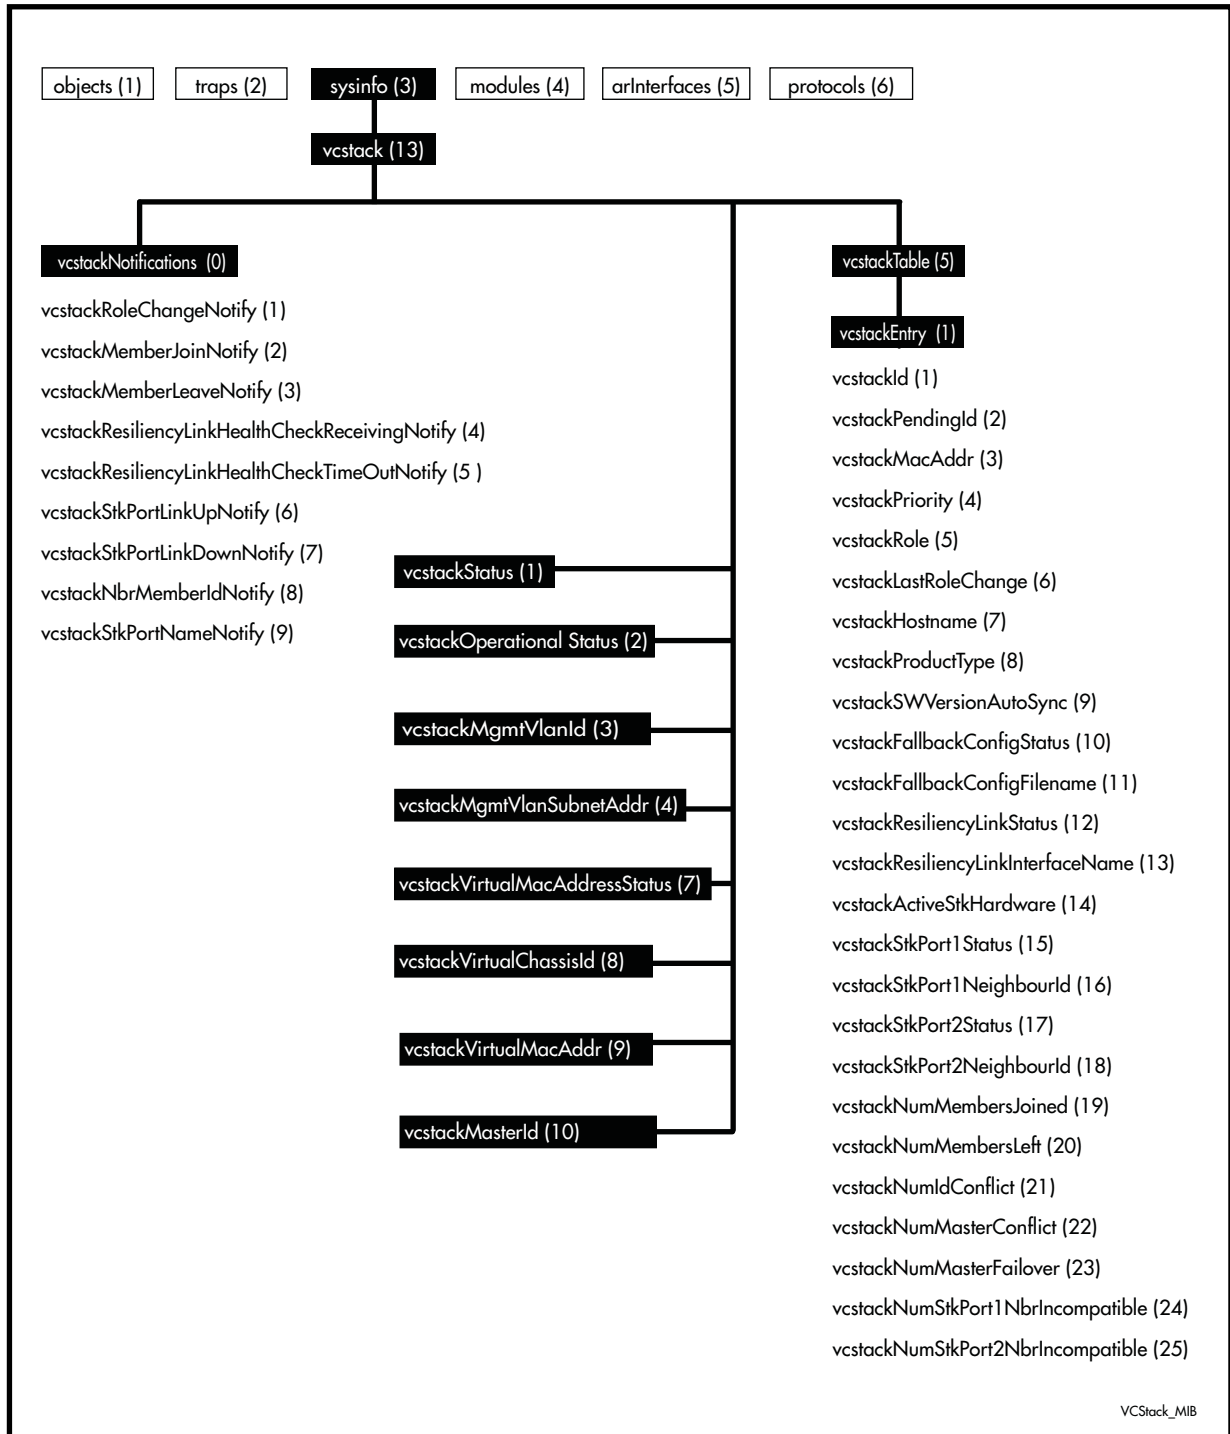 objects (1)
traps (2)
sysinfo (3)
modules (4)
arInterfaces (5)
protocols (6)
vcstack (13)
vcstackNotifications (0)
vcstackRoleChangeNotify (1)
vcstackMemberJoinNotify (2)
vcstackMemberLeaveNotify (3)
vcstackResiliencyLinkHealthCheckReceivingNotify (4)
vcstackResiliencyLinkHealthCheckTimeOutNotify (5 )
vcstackStkPortLinkUpNotify (6)
vcstackStkPortLinkDownNotify (7)
vcstackNbrMemberIdNotify (8)
vcstackStkPortNameNotify (9)
vcstackStatus (1)
vcstackOperational Status (2)
vcstackMgmtVlanId (3)
vcstackMgmtVlanSubnetAddr (4)
vcstackVirtualMacAddressStatus (7)
vcstackVirtualChassisId (8)
vcstackVirtualMacAddr (9)
vcstackMasterId (10)
vcstackTable (5)
vcstackEntry (1)
vcstackId (1)
vcstackPendingId (2)
vcstackMacAddr (3)
vcstackPriority (4)
vcstackRole (5)
vcstackLastRoleChange (6)
vcstackHostname (7)
vcstackProductType (8)
vcstackSWVersionAutoSync (9)
vcstackFallbackConfigStatus (10)
vcstackFallbackConfigFilename (11)
vcstackResiliencyLinkStatus (12)
vcstackResiliencyLinkInterfaceName (13)
vcstackActiveStkHardware (14)
vcstackStkPort1Status (15)
vcstackStkPort1NeighbourId (16)
vcstackStkPort2Status (17)
vcstackStkPort2NeighbourId (18)
vcstackNumMembersJoined (19)
vcstackNumMembersLeft (20)
vcstackNumIdConflict (21)
vcstackNumMasterConflict (22)
vcstackNumMasterFailover (23)
vcstackNumStkPort1NbrIncompatible (24)
vcstackNumStkPort2NbrIncompatible (25)
VCStack_MIB